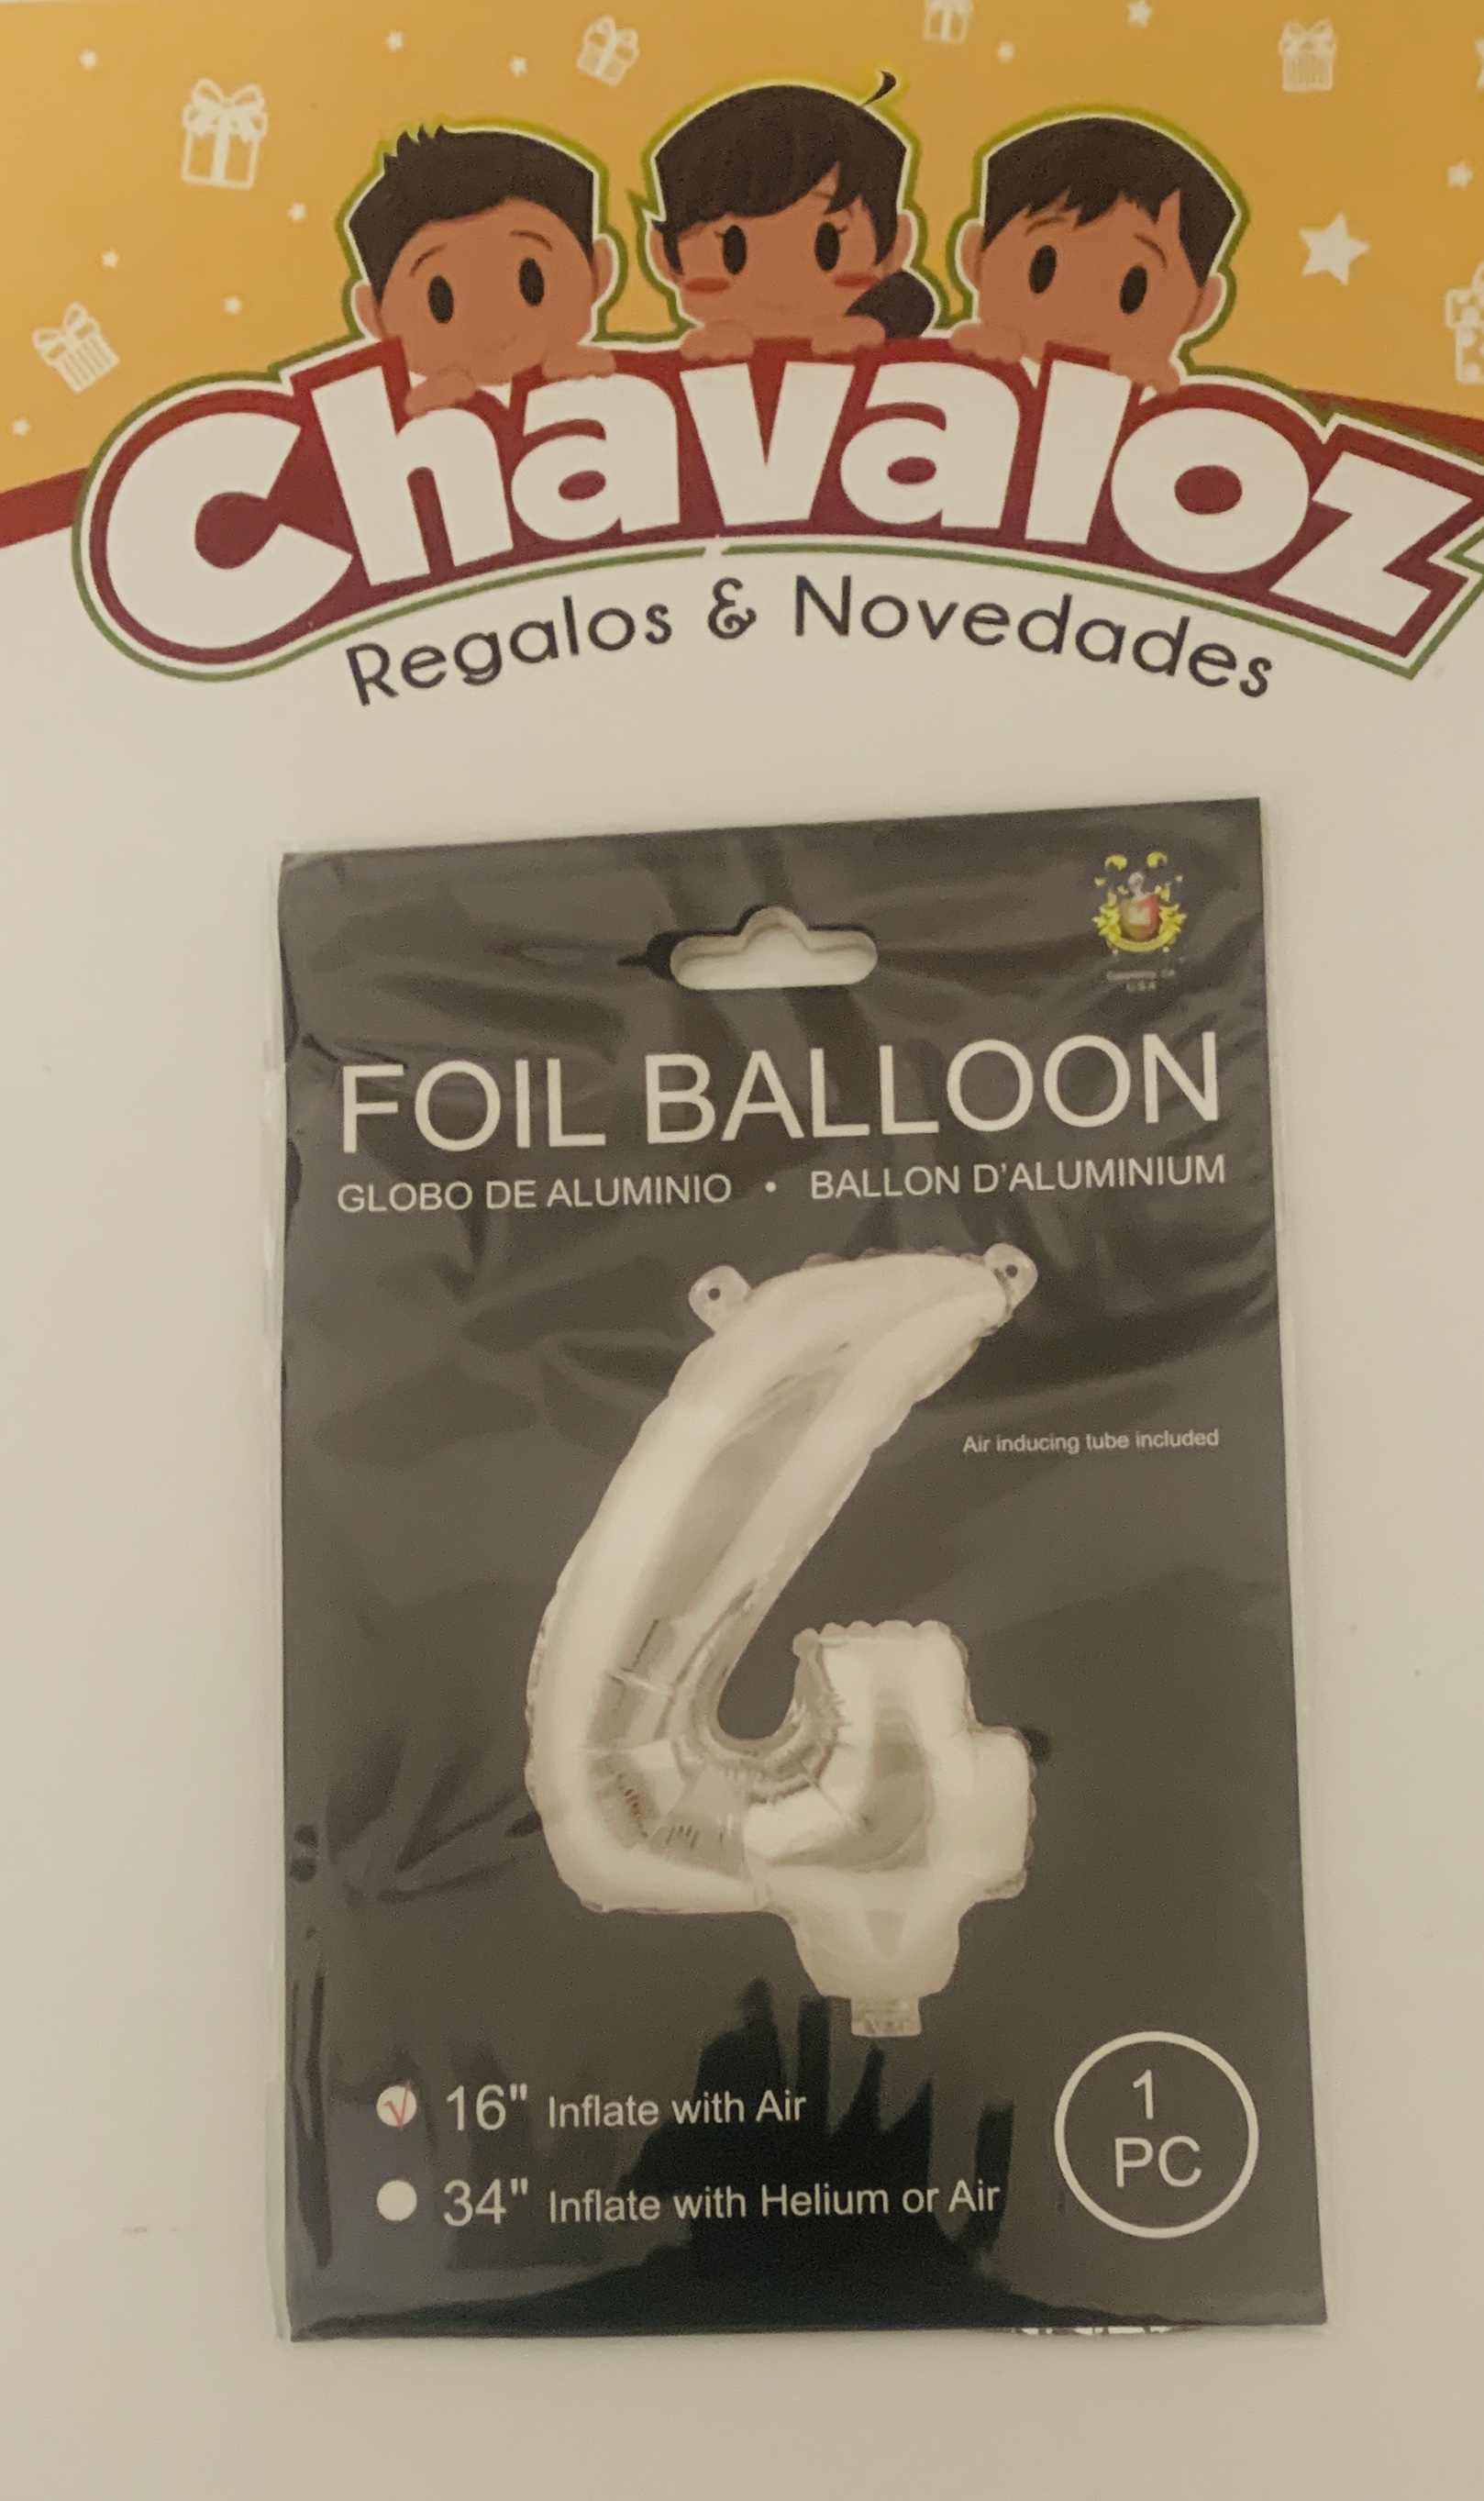 Chavaloz
Regalos & Novedades
USA
FOIL BALLOON
GLOBO DE ALUMINIO • BALLON D'ALUMINIUM
Air inducing tube included
16" Inflate with Air
34" Inflate with Helium or Air
1
PC